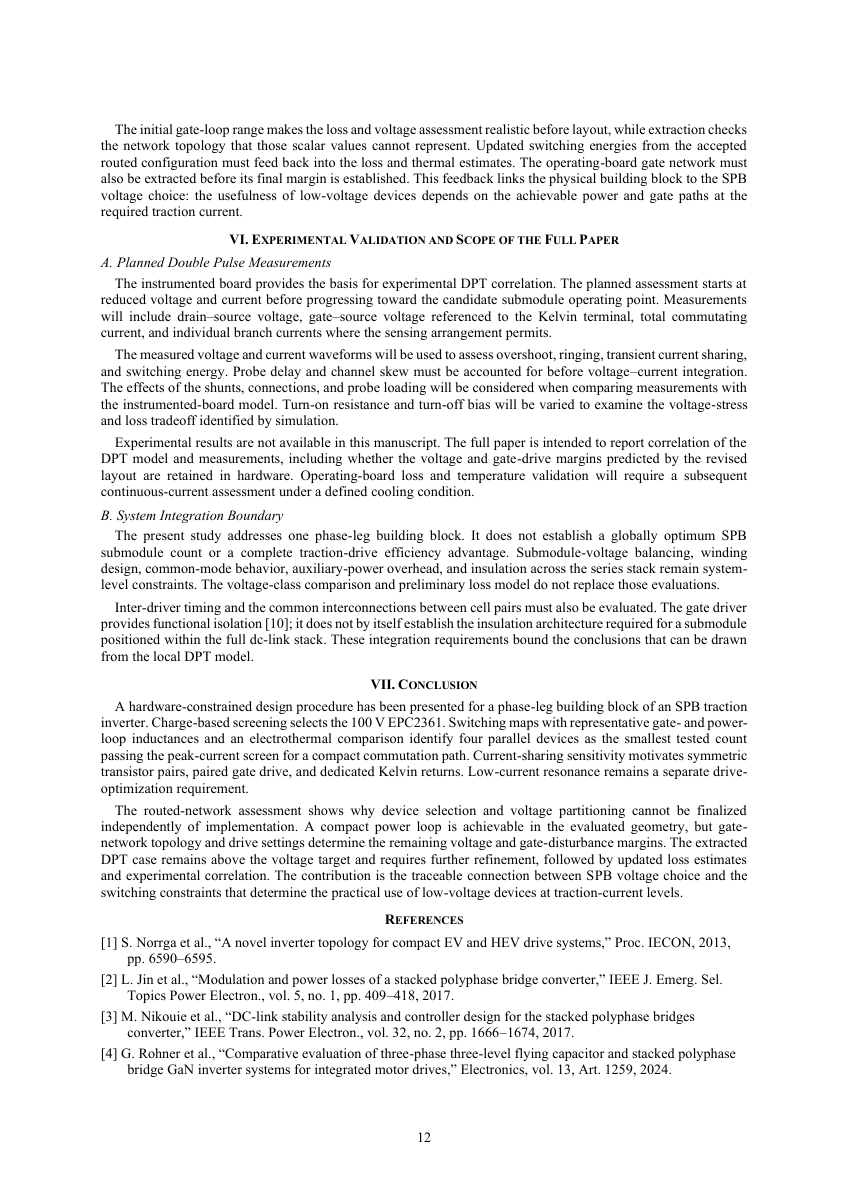 The initial gate-loop range makes the loss and voltage assessment realistic before layout, while extraction checks
the network topology that those scalar values cannot represent. Updated switching energies from the accepted
routed configuration must feed back into the loss and thermal estimates. The operating-board gate network must
also be extracted before its final margin is established. This feedback links the physical building block to the SPB
voltage choice: the usefulness of low-voltage devices depends on the achievable power and gate paths at the
required traction current.
VI. EXPERIMENTAL VALIDATION AND SCOPE OF THE FULL PAPER
A. Planned Double Pulse Measurements
The instrumented board provides the basis for experimental DPT correlation. The planned assessment starts at
reduced voltage and current before progressing toward the candidate submodule operating point. Measurements
will include drain–source voltage, gate–source voltage referenced to the Kelvin terminal, total commutating
current, and individual branch currents where the sensing arrangement permits.
The measured voltage and current waveforms will be used to assess overshoot, ringing, transient current sharing,
and switching energy. Probe delay and channel skew must be accounted for before voltage–current integration.
The effects of the shunts, connections, and probe loading will be considered when comparing measurements with
the instrumented-board model. Turn-on resistance and turn-off bias will be varied to examine the voltage-stress
and loss tradeoff identified by simulation.
Experimental results are not available in this manuscript. The full paper is intended to report correlation of the
DPT model and measurements, including whether the voltage and gate-drive margins predicted by the revised
layout are retained in hardware. Operating-board loss and temperature validation will require a subsequent
continuous-current assessment under a defined cooling condition.
B. System Integration Boundary
The present study addresses one phase-leg building block. It does not establish a globally optimum SPB
submodule count or a complete traction-drive efficiency advantage. Submodule-voltage balancing, winding
design, common-mode behavior, auxiliary-power overhead, and insulation across the series stack remain system-
level constraints. The voltage-class comparison and preliminary loss model do not replace those evaluations.
Inter-driver timing and the common interconnections between cell pairs must also be evaluated. The gate driver
provides functional isolation [10]; it does not by itself establish the insulation architecture required for a submodule
positioned within the full dc-link stack. These integration requirements bound the conclusions that can be drawn
from the local DPT model.
VII. CONCLUSION
A hardware-constrained design procedure has been presented for a phase-leg building block of an SPB traction
inverter. Charge-based screening selects the 100 V EPC2361. Switching maps with representative gate- and power-
loop inductances and an electrothermal comparison identify four parallel devices as the smallest tested count
passing the peak-current screen for a compact commutation path. Current-sharing sensitivity motivates symmetric
transistor pairs, paired gate drive, and dedicated Kelvin returns. Low-current resonance remains a separate drive-
optimization requirement.
The routed-network assessment shows why device selection and voltage partitioning cannot be finalized
independently of implementation. A compact power loop is achievable in the evaluated geometry, but gate-
network topology and drive settings determine the remaining voltage and gate-disturbance margins. The extracted
DPT case remains above the voltage target and requires further refinement, followed by updated loss estimates
and experimental correlation. The contribution is the traceable connection between SPB voltage choice and the
switching constraints that determine the practical use of low-voltage devices at traction-current levels.
REFERENCES
[1] S. Norrga et al., “A novel inverter topology for compact EV and HEV drive systems,” Proc. IECON, 2013,
pp. 6590–6595.
[2] L. Jin et al., “Modulation and power losses of a stacked polyphase bridge converter,” IEEE J. Emerg. Sel.
Topics Power Electron., vol. 5, no. 1, pp. 409–418, 2017.
[3] M. Nikouie et al., “DC-link stability analysis and controller design for the stacked polyphase bridges
converter,” IEEE Trans. Power Electron., vol. 32, no. 2, pp. 1666–1674, 2017.
[4] G. Rohner et al., “Comparative evaluation of three-phase three-level flying capacitor and stacked polyphase
bridge GaN inverter systems for integrated motor drives,” Electronics, vol. 13, Art. 1259, 2024.
12